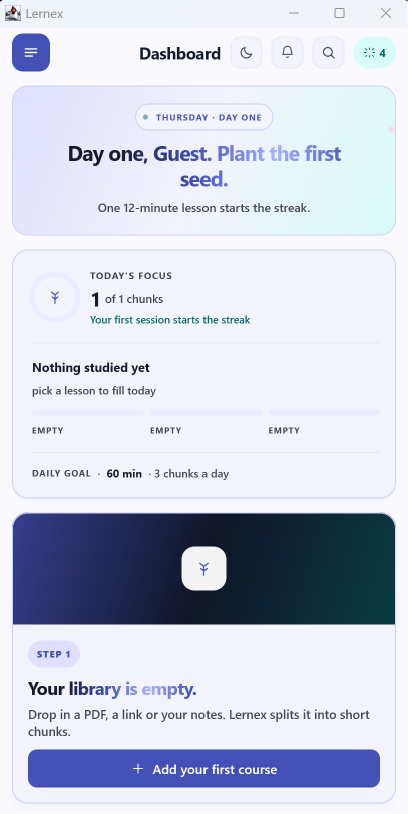 Lernex
Dashboard
4
THURSDAY · DAY ONE
Day one, Guest. Plant the first
seed.
One 12-minute lesson starts the streak.
TODAY'S FOCUS
1 of 1 chunks
Your first session starts the streak
Nothing studied yet
pick a lesson to fill today
EMPTY EMPTY EMPTY
DAILY GOAL · 60 min · 3 chunks a day
STEP 1
Your library is empty.
Drop in a PDF, a link or your notes. Lernex splits it into short
chunks.
+ Add your first course